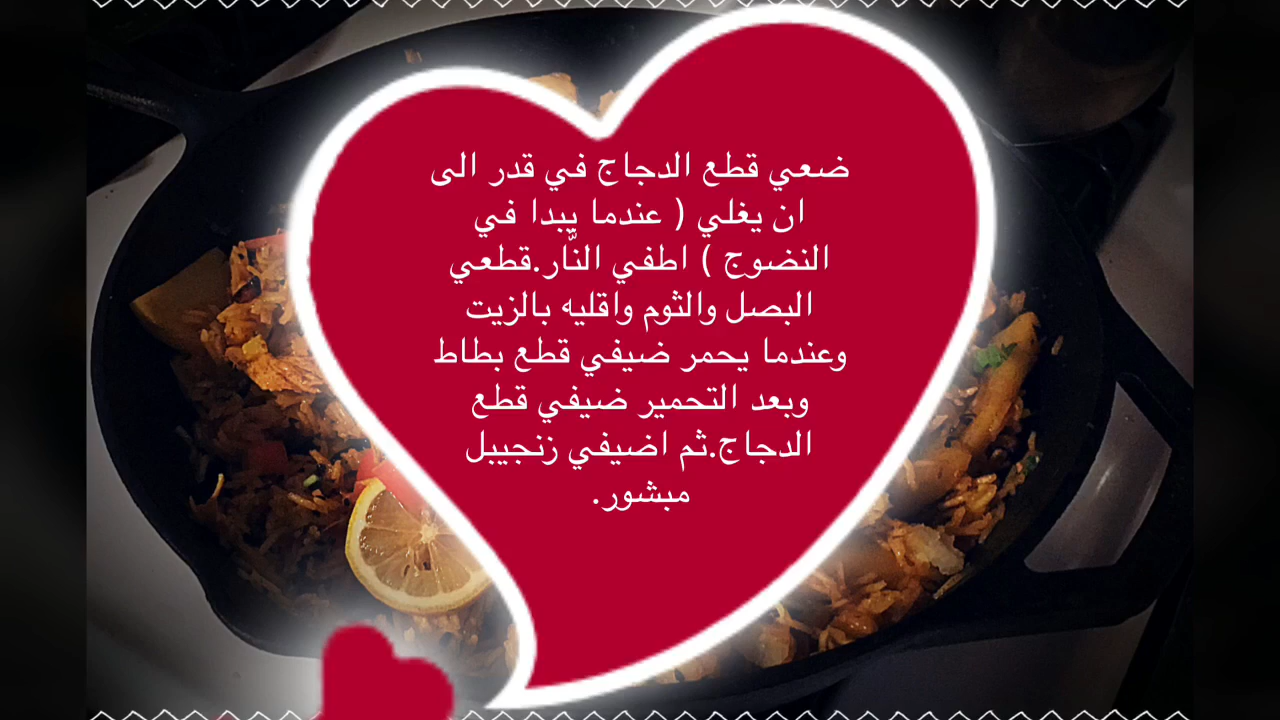 ضعي قطع الدجاج في قدر الى
ان يغلي ( عندما يبدا في
النضوج ) اطفي النَّار.قطعي
البصل والثوم واقليه بالزيت
وعندما يحمر ضيفي قطع بطاط
وبعد التحمير ضيفي قطع
الدجاج.ثم اضيفي زنجيبل
مبشور.